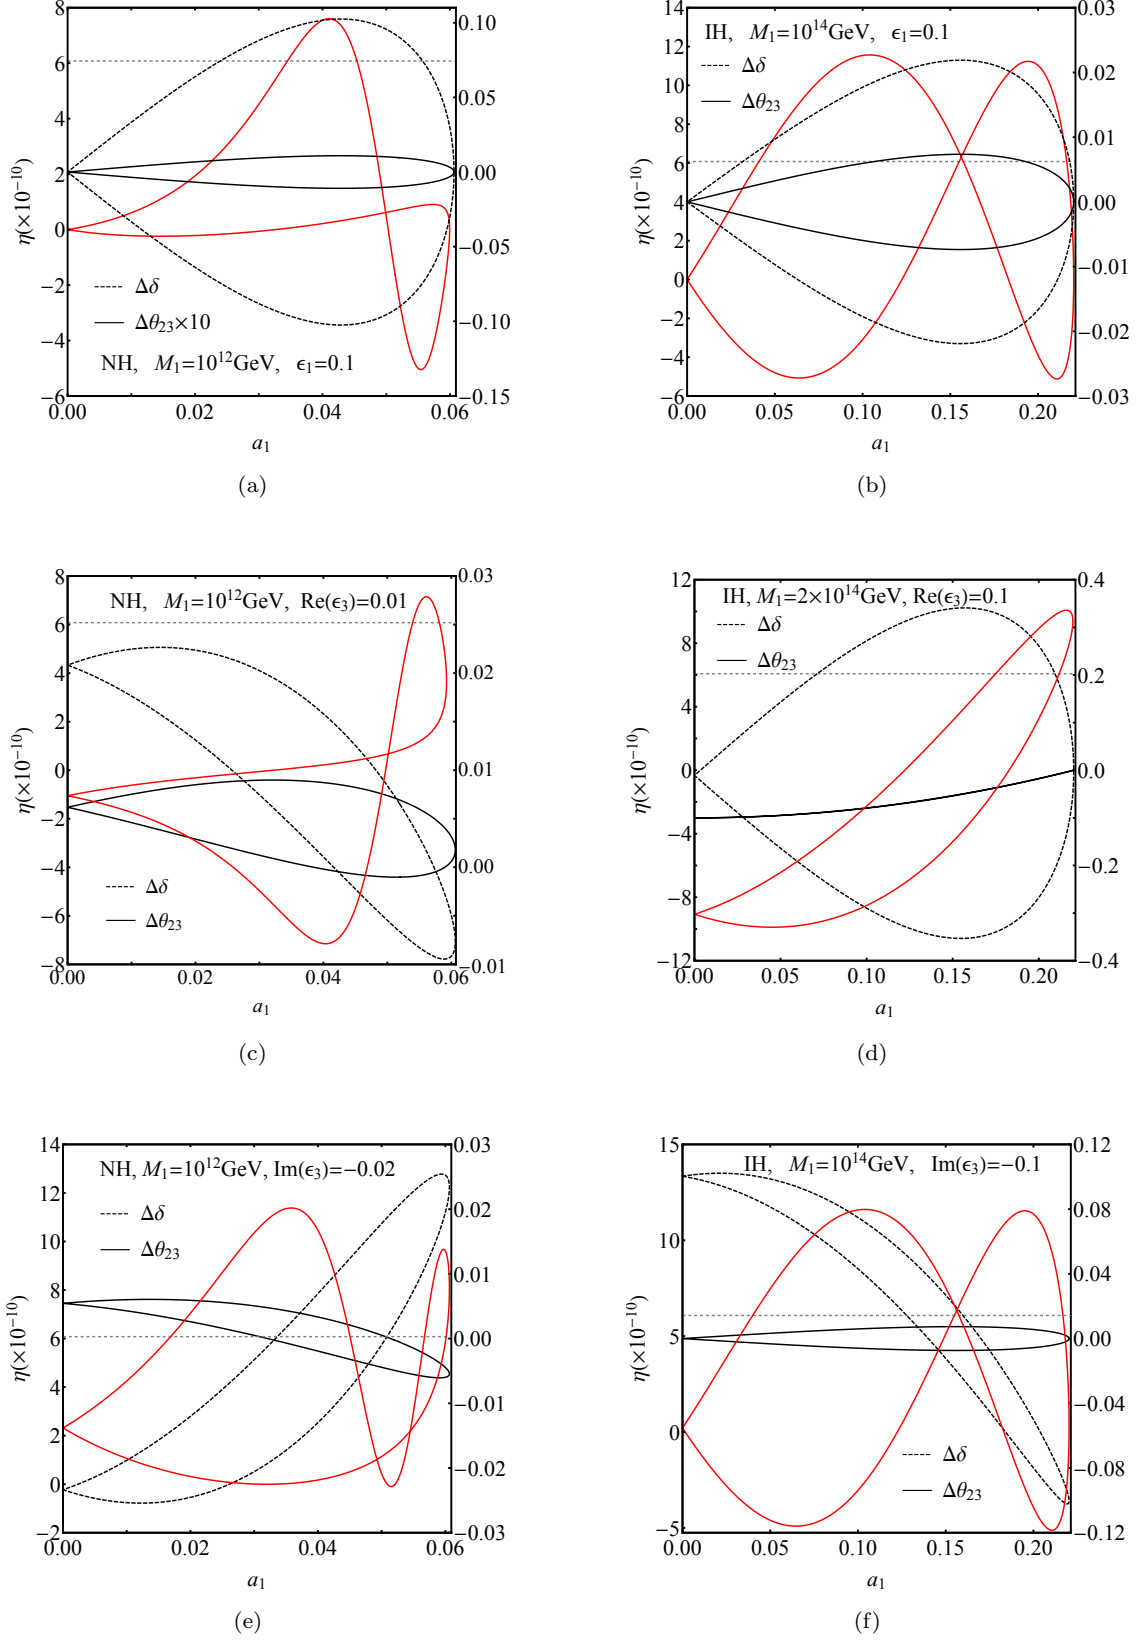 8
6
4
2
0
−2
−4
−6
0.10
0.05
0.00
−0.05
−0.10
−0.15
η(×10⁻¹⁰)
Δδ
Δθ₂₃×10
NH, M₁=10¹²GeV, ϵ₁=0.1
0.00 0.02 0.04 0.06
a₁
(a)
14
12
10
8
6
4
2
0
−2
−4
−6
0.03
0.02
0.01
0.00
−0.01
−0.02
−0.03
η(×10⁻¹⁰)
IH, M₁=10¹⁴GeV, ϵ₁=0.1
Δδ
Δθ₂₃
0.00 0.05 0.10 0.15 0.20
a₁
(b)
8
6
4
2
0
−2
−4
−6
−8
0.03
0.02
0.01
0.00
−0.01
η(×10⁻¹⁰)
NH, M₁=10¹²GeV, Re(ϵ₃)=0.01
Δδ
Δθ₂₃
0.00 0.02 0.04 0.06
a₁
(c)
12
8
4
0
−4
−8
−12
0.4
0.2
0.0
−0.2
−0.4
η(×10⁻¹⁰)
IH, M₁=2×10¹⁴GeV, Re(ϵ₃)=0.1
Δδ
Δθ₂₃
0.00 0.05 0.10 0.15 0.20
a₁
(d)
14
12
10
8
6
4
2
0
−2
0.03
0.02
0.01
0.00
−0.01
−0.02
−0.03
η(×10⁻¹⁰)
NH, M₁=10¹²GeV, Im(ϵ₃)=−0.02
Δδ
Δθ₂₃
0.00 0.02 0.04 0.06
a₁
(e)
15
10
5
0
−5
0.12
0.08
0.04
0.00
−0.04
−0.08
−0.12
η(×10⁻¹⁰)
IH, M₁=10¹⁴GeV, Im(ϵ₃)=−0.1
Δδ
Δθ₂₃
0.00 0.05 0.10 0.15 0.20
a₁
(f)